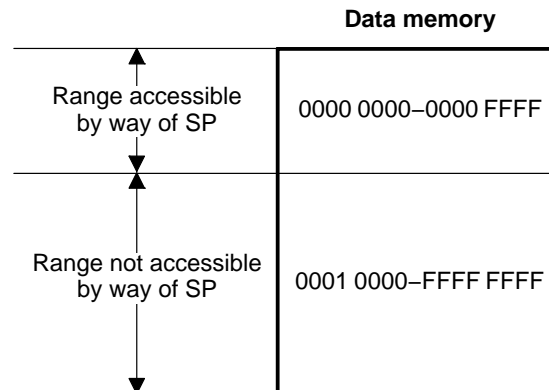 Data memory
Range accessible
by way of SP
0000 0000–0000 FFFF
Range not accessible
by way of SP
0001 0000–FFFF FFFF